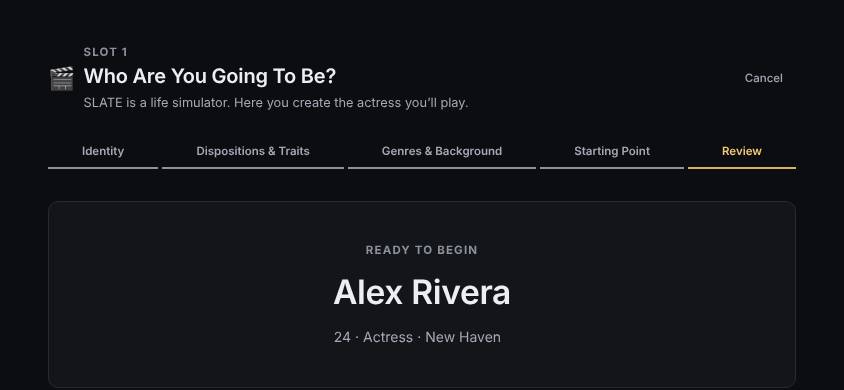 SLOT 1
Who Are You Going To Be?
SLATE is a life simulator. Here you create the actress you’ll play.
Cancel
Identity
Dispositions & Traits
Genres & Background
Starting Point
Review
READY TO BEGIN
Alex Rivera
24 · Actress · New Haven